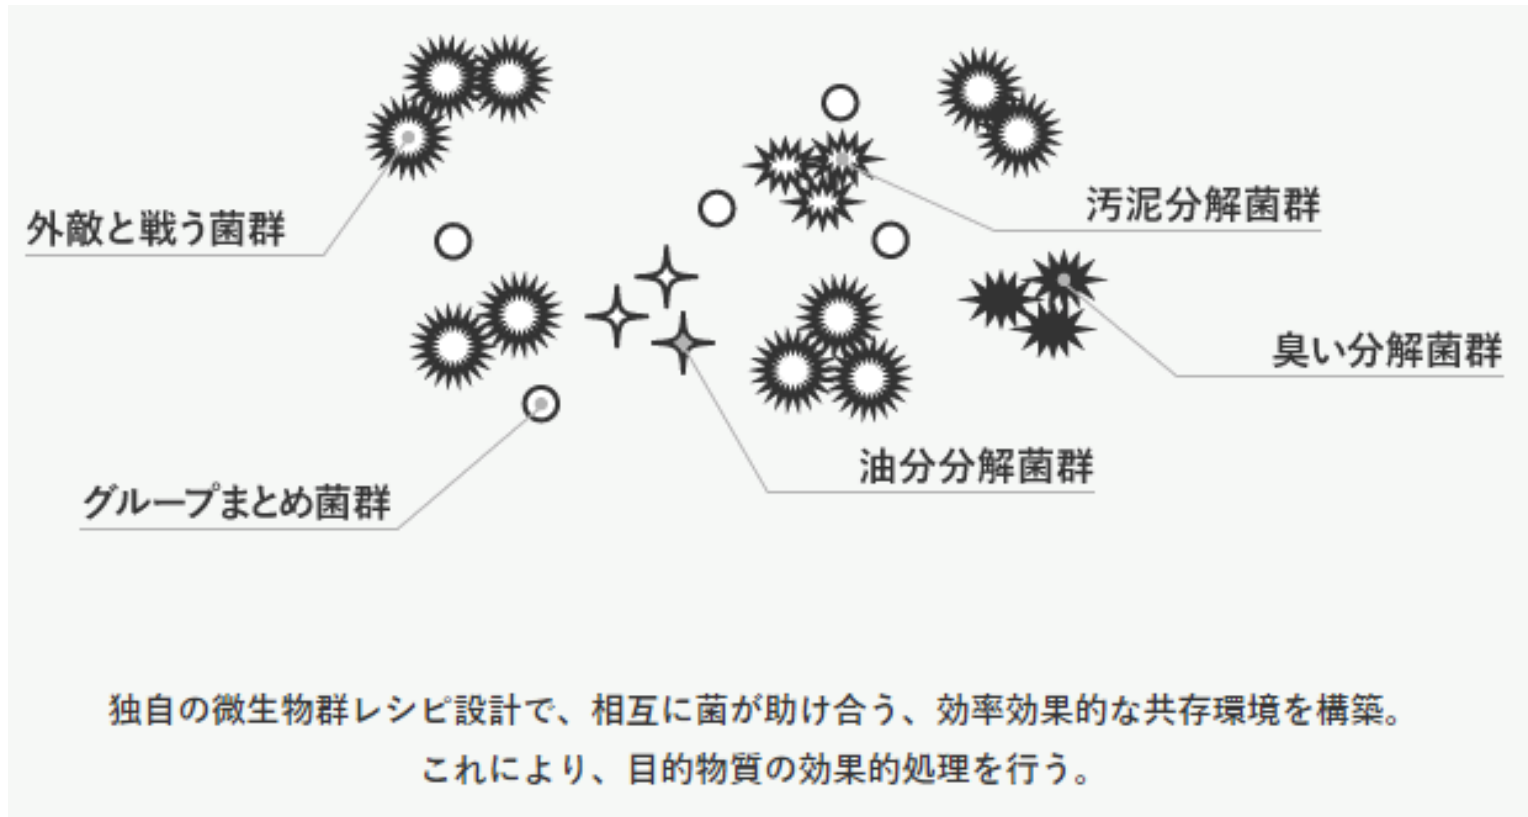 外敵と戦う菌群
汚泥分解菌群
臭い分解菌群
油分分解菌群
グループまとめ菌群
独自の微生物群レシピ設計で、相互に菌が助け合う、効率効果的な共存環境を構築。
これにより、目的物質の効果的処理を行う。